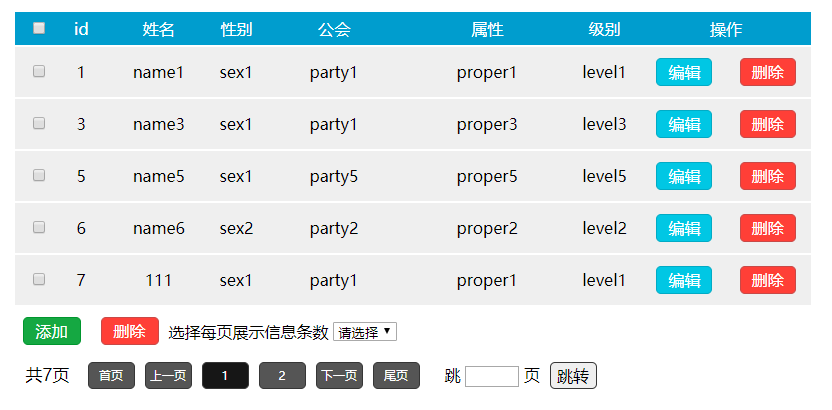 id 姓名 性别 公会 属性 级别 操作
1 name1 sex1 party1 proper1 level1 编辑 删除
3 name3 sex1 party1 proper3 level3 编辑 删除
5 name5 sex1 party5 proper5 level5 编辑 删除
6 name6 sex2 party2 proper2 level2 编辑 删除
7 111 sex1 party1 proper1 level1 编辑 删除
添加 删除 选择每页展示信息条数 请选择
共7页 首页 上一页 1 2 下一页 尾页 跳 页 跳转